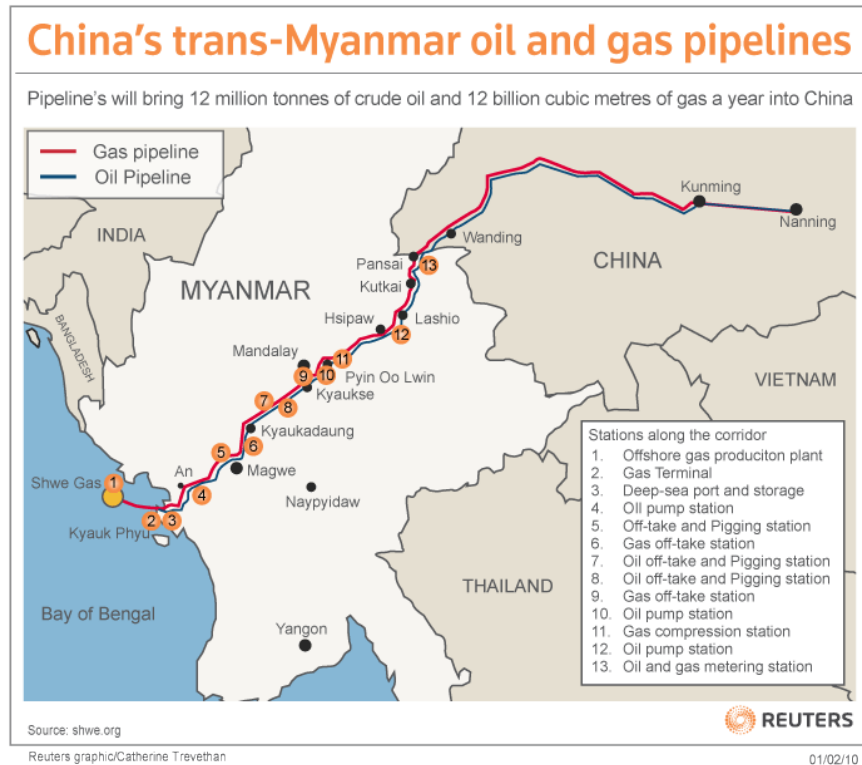 China's trans-Myanmar oil and gas pipelines
Pipeline's will bring 12 million tonnes of crude oil and 12 billion cubic metres of gas a year into China
Gas pipeline
Oil Pipeline
INDIA
BANGLADESH
MYANMAR
CHINA
VIETNAM
THAILAND
Bay of Bengal
Kunming
Nanning
Wanding
Pansai
13
Kutkai
Hsipaw
Lashio
12
Mandalay
11
9
10
Pyin Oo Lwin
Kyaukse
7
8
Kyaukadaung
5
6
Magwe
An
4
Naypyidaw
Shwe Gas
1
2
3
Kyauk Phyu
Yangon
Stations along the corridor
1. Offshore gas produciton plant
2. Gas Terminal
3. Deep-sea port and storage
4. OIl pump station
5. Off-take and Pigging station
6. Gas off-take station
7. Oil off-take and Pigging station
8. Oil off-take and Pigging station
9. Gas off-take station
10. Oil pump station
11. Gas compression station
12. Oil pump station
13. Oil and gas metering station
Source: shwe.org
REUTERS
Reuters graphic/Catherine Trevethan
01/02/10